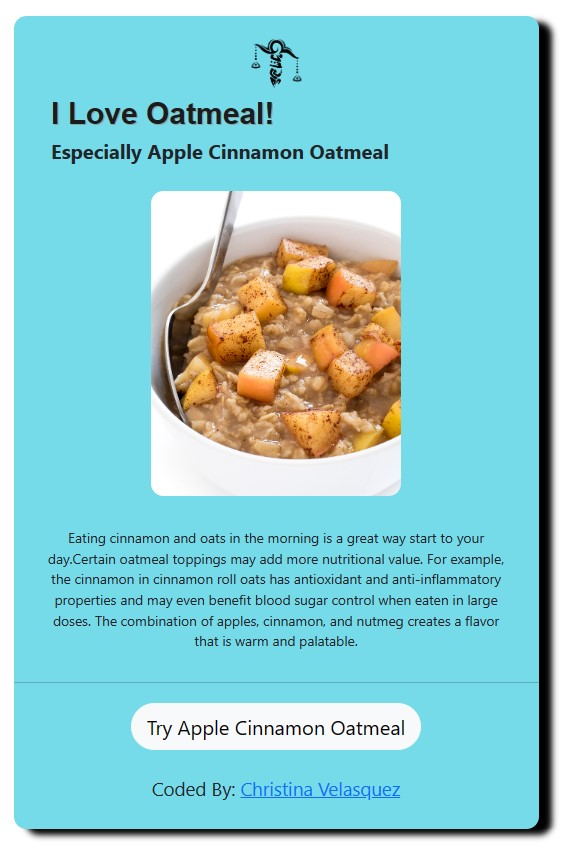 I Love Oatmeal!
Especially Apple Cinnamon Oatmeal
Eating cinnamon and oats in the morning is a great way start to your
day.Certain oatmeal toppings may add more nutritional value. For example,
the cinnamon in cinnamon roll oats has antioxidant and anti-inflammatory
properties and may even benefit blood sugar control when eaten in large
doses. The combination of apples, cinnamon, and nutmeg creates a flavor
that is warm and palatable.
Try Apple Cinnamon Oatmeal
Coded By: Christina Velasquez